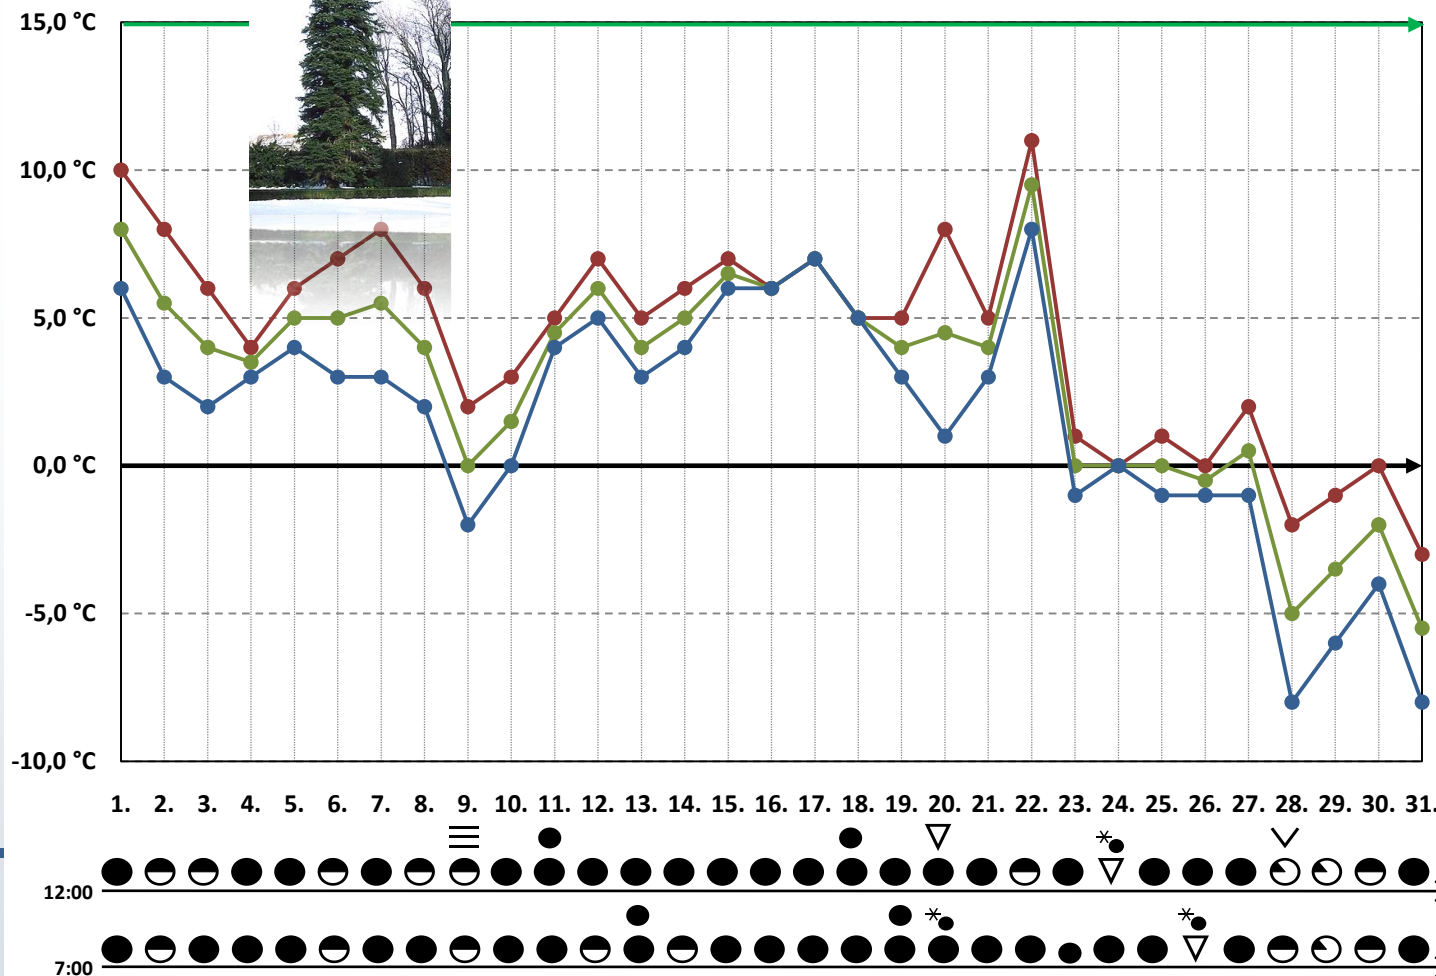 15,0 °C
10,0 °C
5,0 °C
0,0 °C
-5,0 °C
-10,0 °C
1. 2. 3. 4. 5. 6. 7. 8. 9. 10. 11. 12. 13. 14. 15. 16. 17. 18. 19. 20. 21. 22. 23. 24. 25. 26. 27. 28. 29. 30. 31.
12:00
7:00